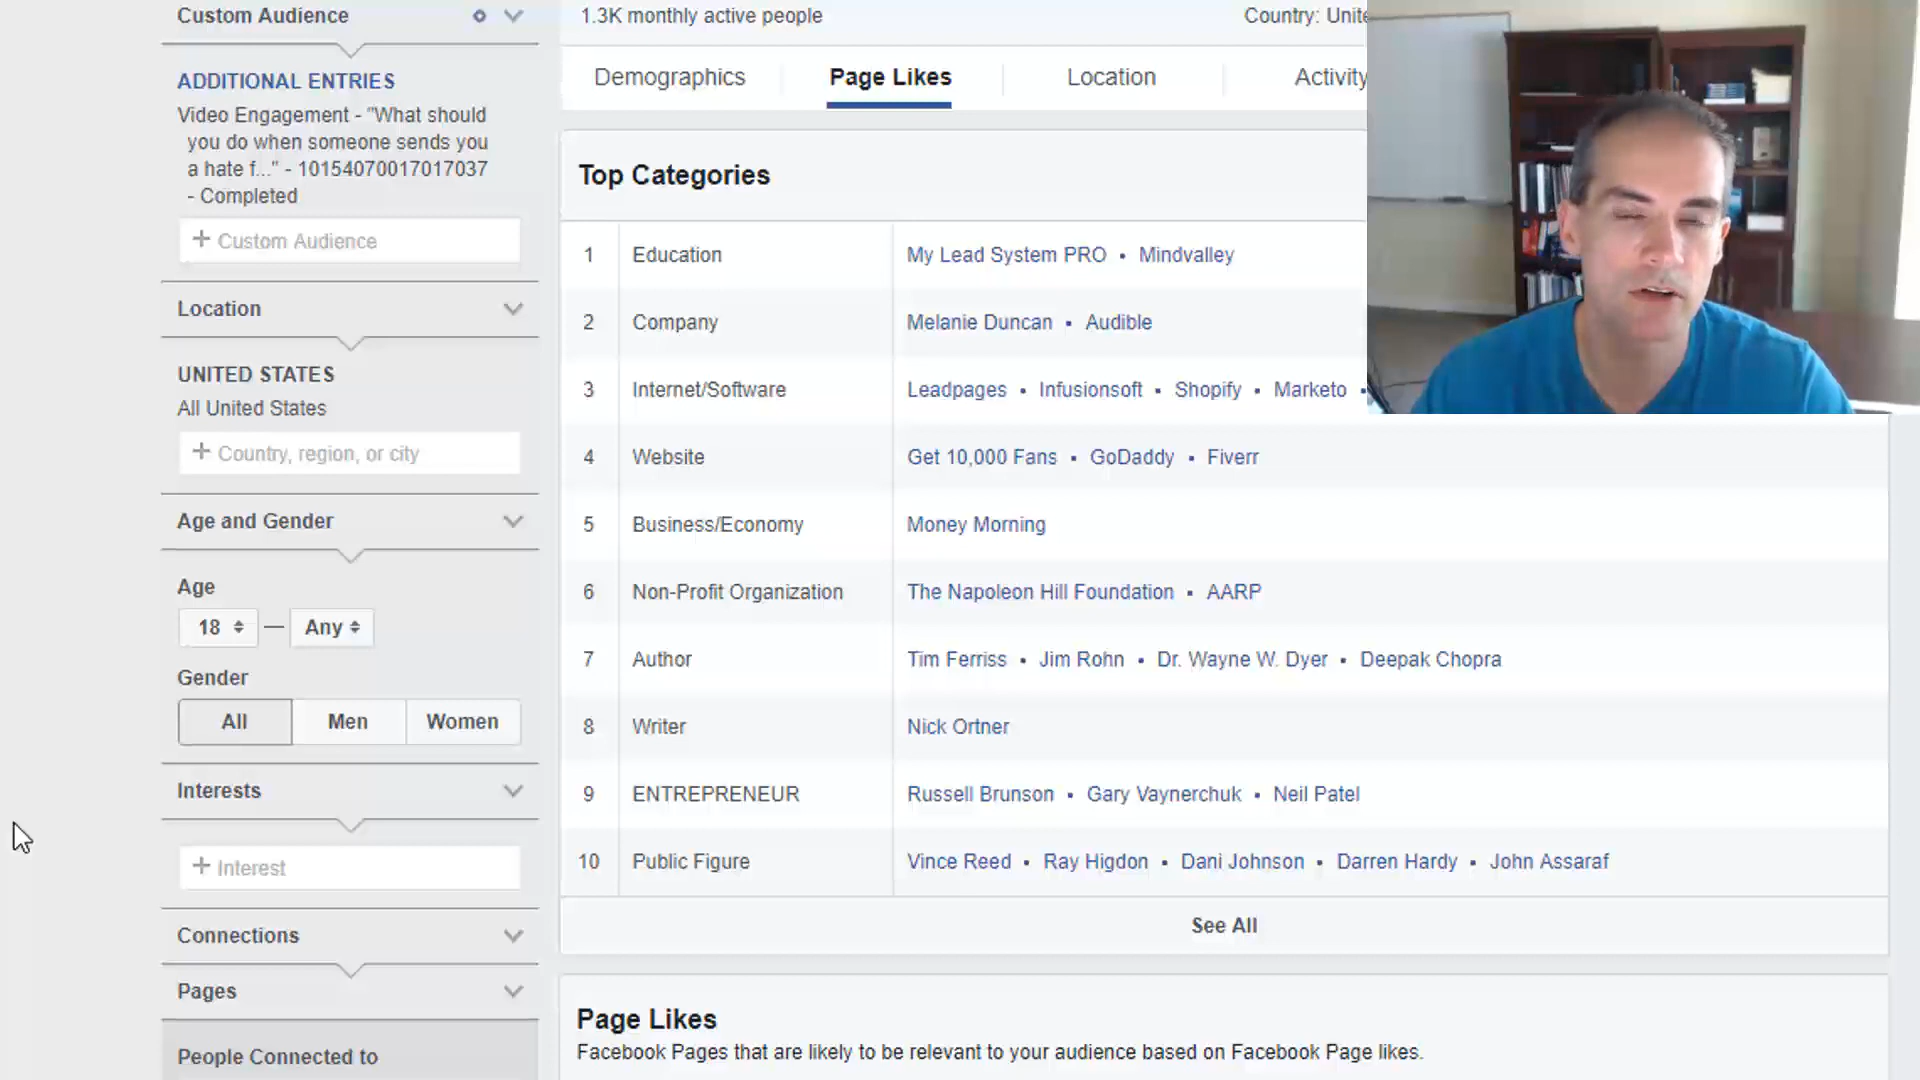 Custom Audience
ADDITIONAL ENTRIES
Video Engagement - "What should
you do when someone sends you
a hate f..." - 10154070017017037
- Completed
+ Custom Audience
Location
UNITED STATES
All United States
+ Country, region, or city
Age and Gender
Age
18 — Any
Gender
All Men Women
Interests
+ Interest
Connections
Pages
People Connected to
1.3K monthly active people
Country:
Demographics Page Likes Location Activity
Top Categories
1 Education My Lead System PRO • Mindvalley
2 Company Melanie Duncan • Audible
3 Internet/Software Leadpages • Infusionsoft • Shopify • Marketo •
4 Website Get 10,000 Fans • GoDaddy • Fiverr
5 Business/Economy Money Morning
6 Non-Profit Organization The Napoleon Hill Foundation • AARP
7 Author Tim Ferriss • Jim Rohn • Dr. Wayne W. Dyer • Deepak Chopra
8 Writer Nick Ortner
9 ENTREPRENEUR Russell Brunson • Gary Vaynerchuk • Neil Patel
10 Public Figure Vince Reed • Ray Higdon • Dani Johnson • Darren Hardy • John Assaraf
See All
Page Likes
Facebook Pages that are likely to be relevant to your audience based on Facebook Page likes.